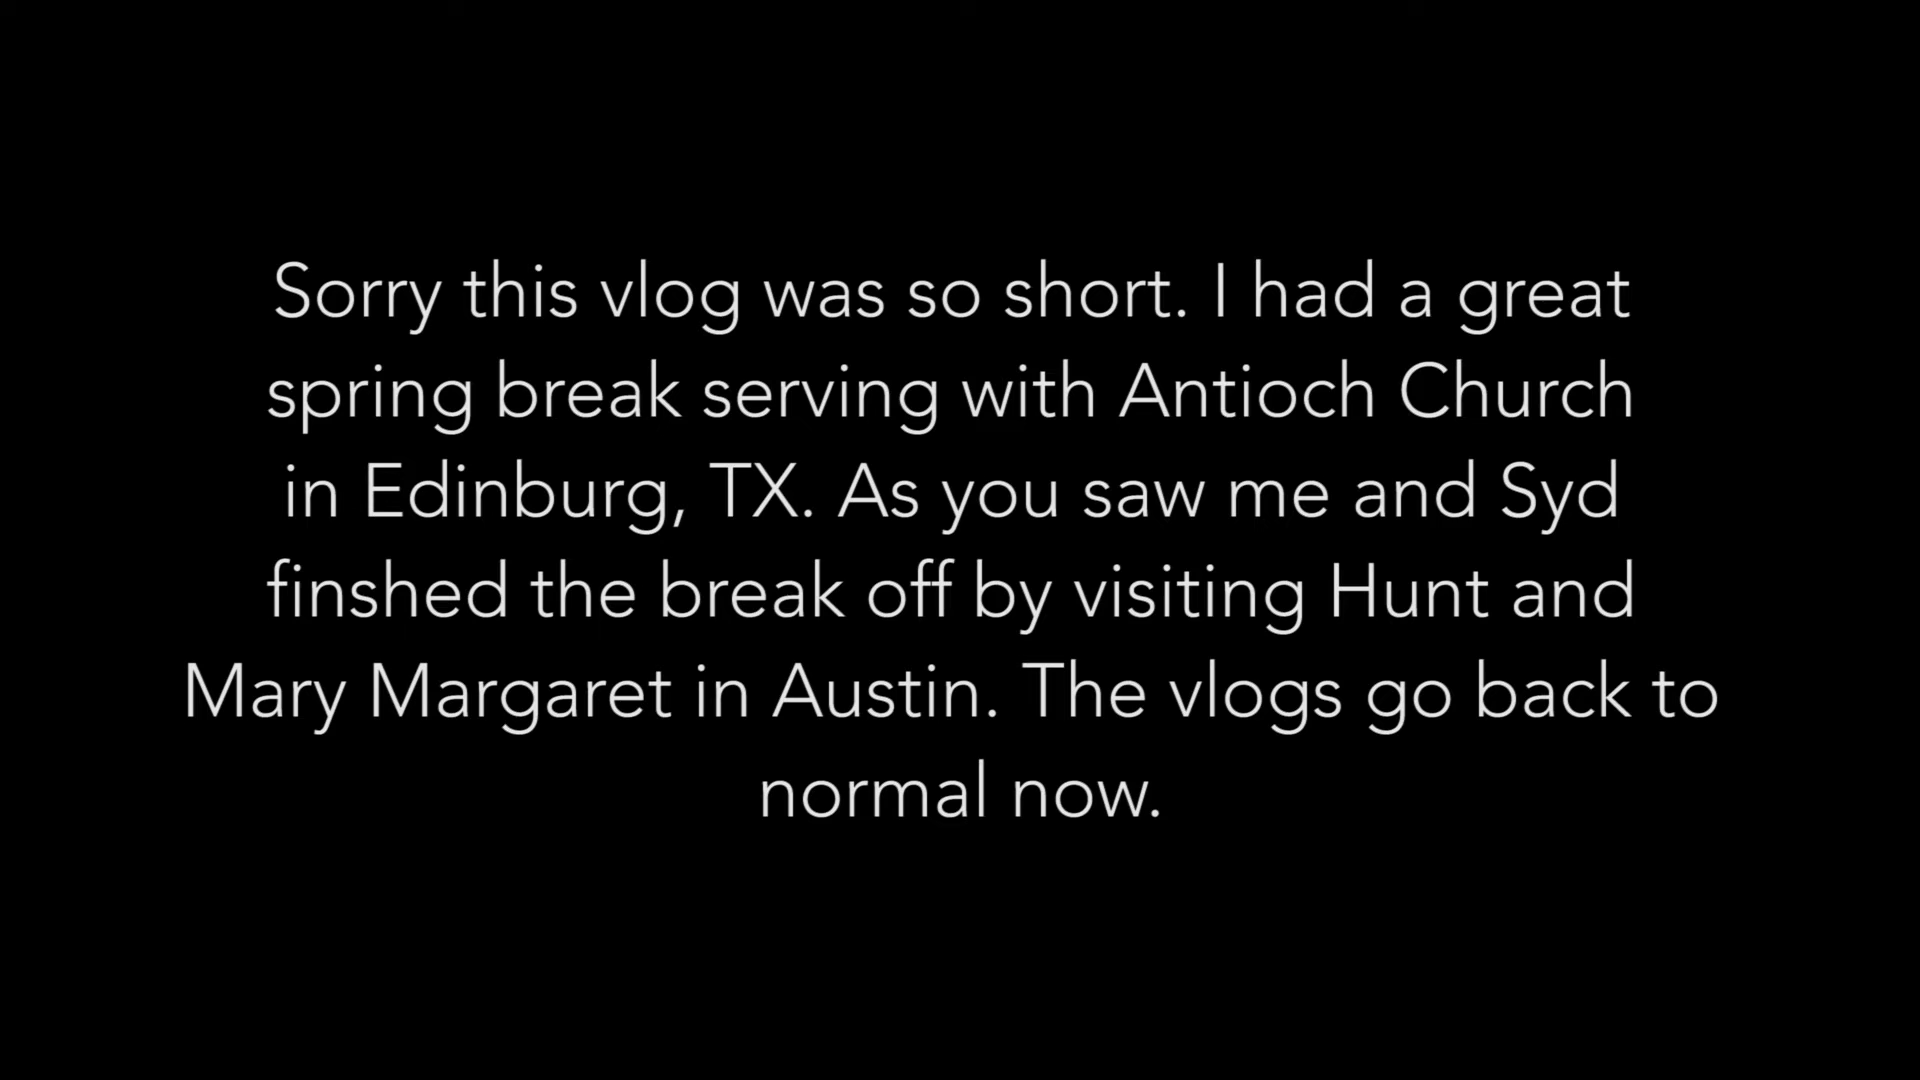 Sorry this vlog was so short. I had a great
spring break serving with Antioch Church
in Edinburg, TX. As you saw me and Syd
finshed the break off by visiting Hunt and
Mary Margaret in Austin. The vlogs go back to
normal now.